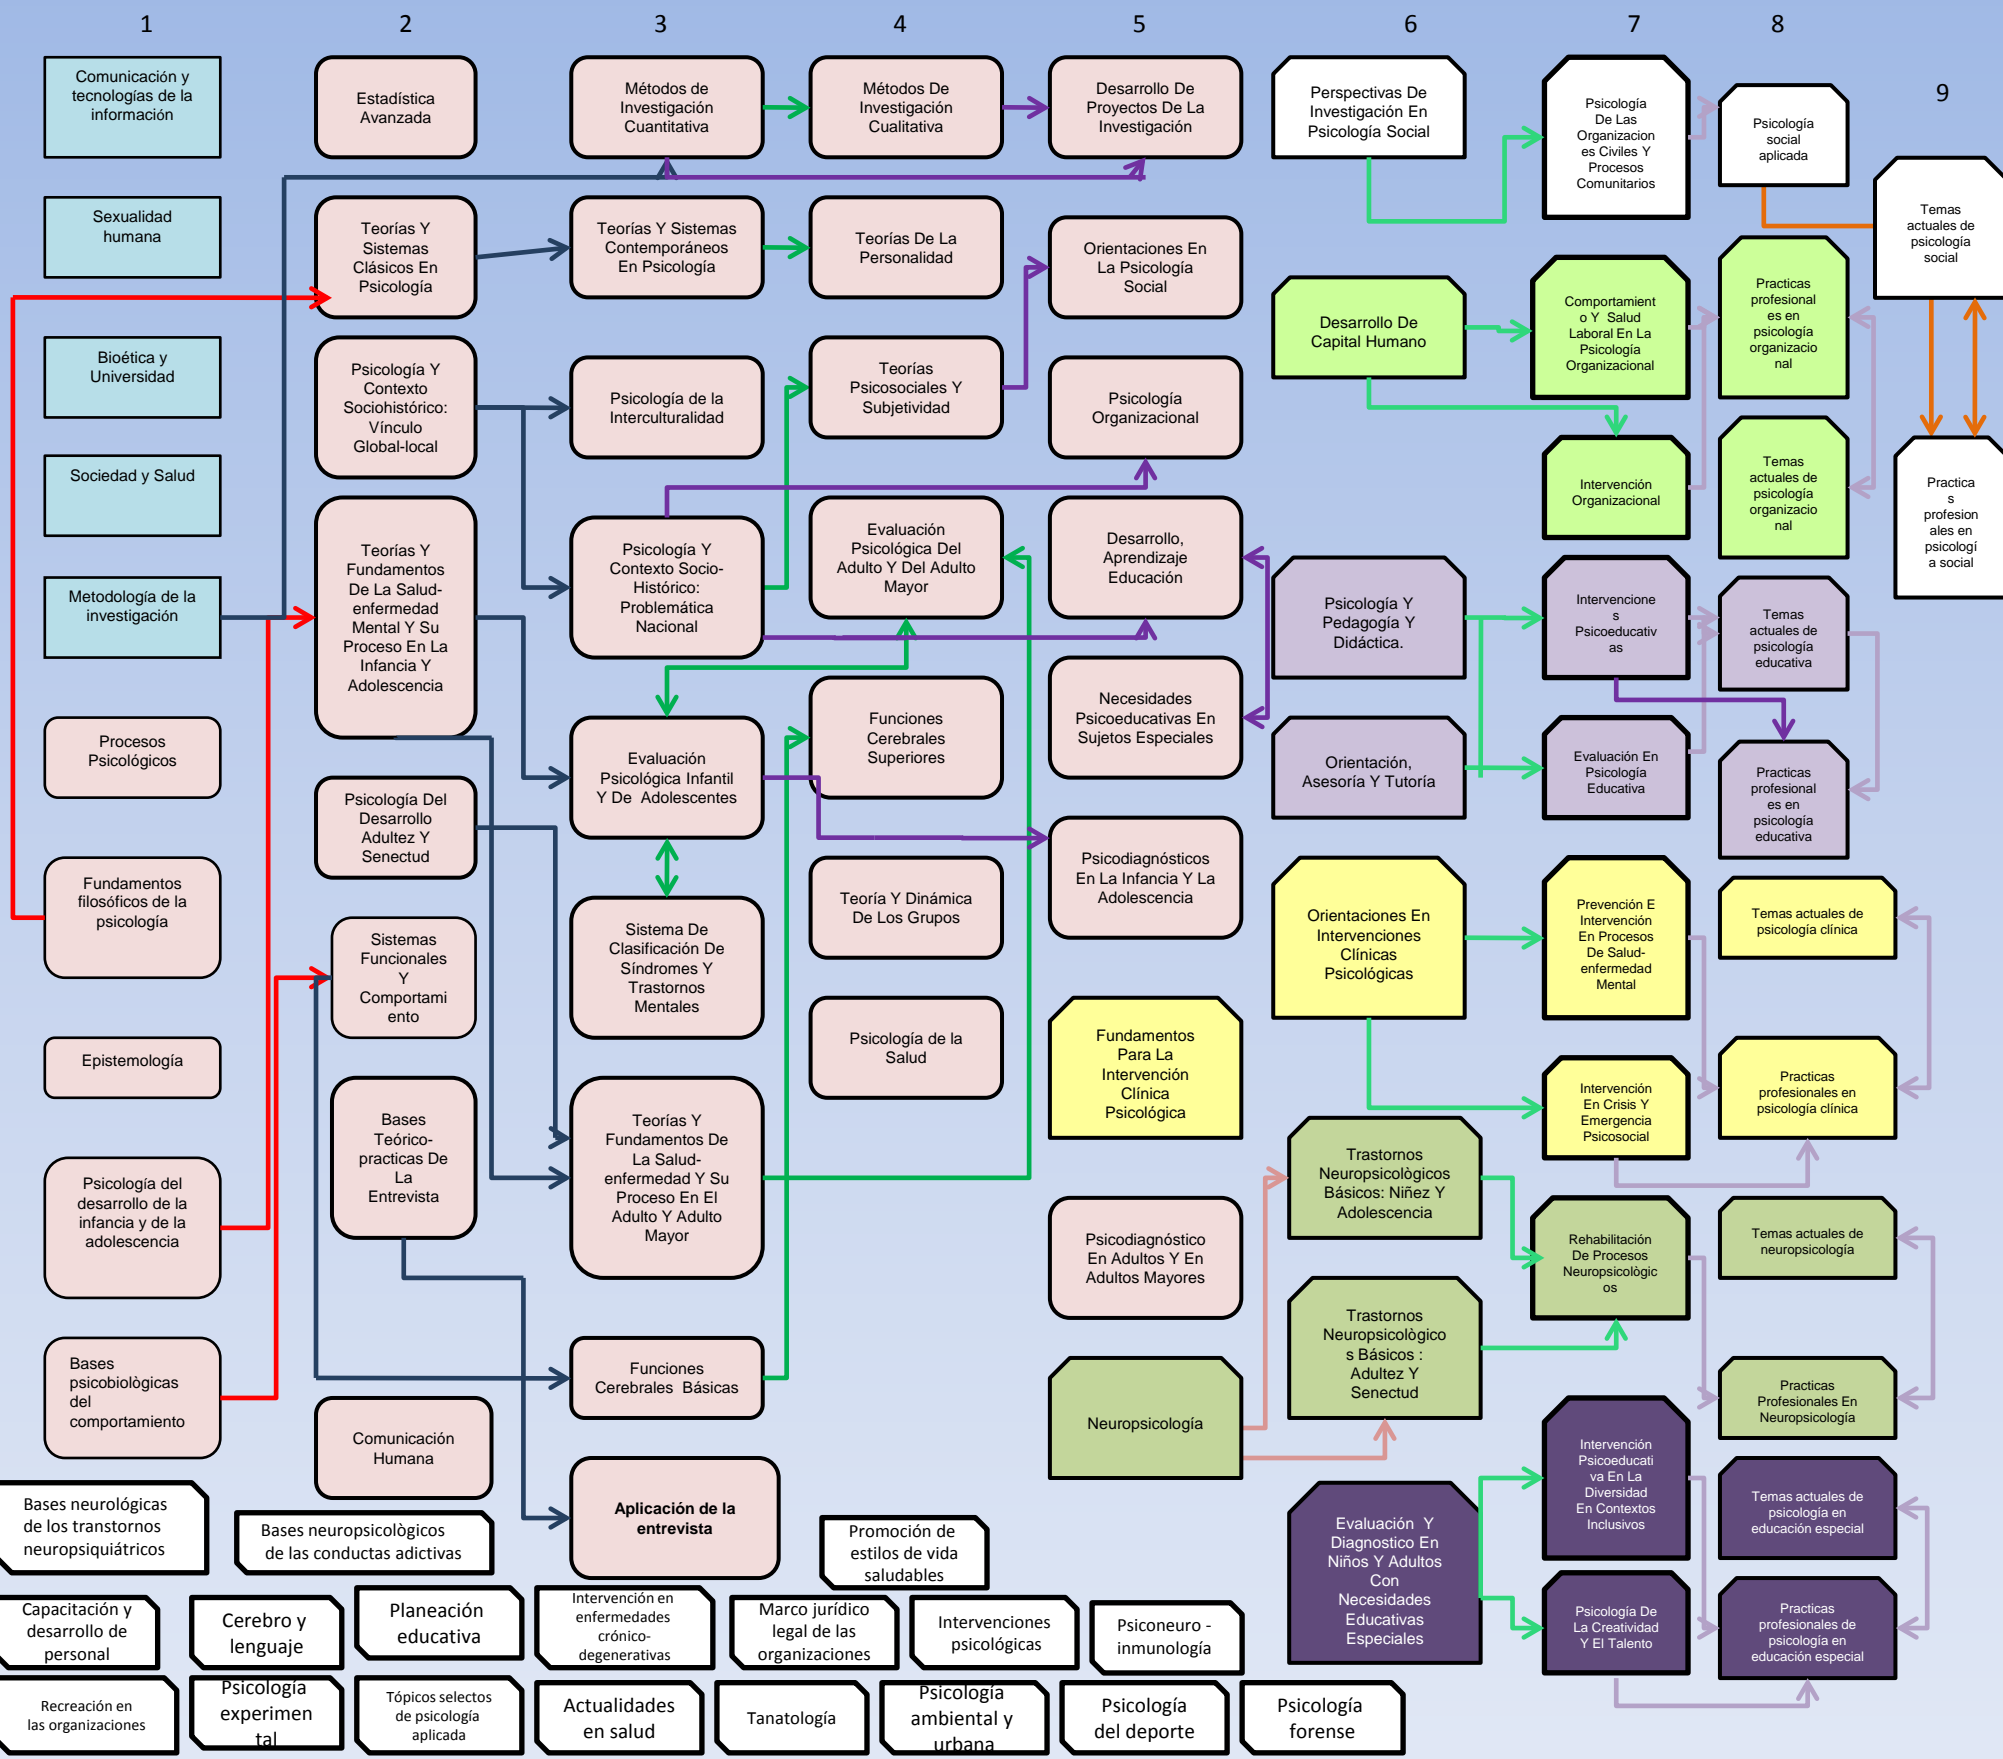 1
2
3
4
5
6
7
8
9
Comunicación y
tecnologías de la
información
Sexualidad
humana
Bioética y
Universidad
Sociedad y Salud
Metodología de la
investigación
Procesos
Psicológicos
Fundamentos
filosóficos de la
psicología
Epistemología
Psicología del
desarrollo de la
infancia y de la
adolescencia
Bases
psicobiològicas
del
comportamiento
Estadística
Avanzada
Teorías Y
Sistemas
Clásicos En
Psicología
Psicología Y
Contexto
Sociohistórico:
Vínculo
Global-local
Teorías Y
Fundamentos
De La Salud-
enfermedad
Mental Y Su
Proceso En La
Infancia Y
Adolescencia
Psicología Del
Desarrollo
Adultez Y
Senectud
Sistemas
Funcionales
Y
Comportami
ento
Bases
Teórico-
practicas De
La
Entrevista
Comunicación
Humana
Métodos de
Investigación
Cuantitativa
Teorías Y Sistemas
Contemporáneos
En Psicología
Psicología de la
Interculturalidad
Psicología Y
Contexto Socio-
Histórico:
Problemática
Nacional
Evaluación
Psicológica Infantil
Y De Adolescentes
Sistema De
Clasificación De
Síndromes Y
Trastornos
Mentales
Teorías Y
Fundamentos De
La Salud-
enfermedad Y Su
Proceso En El
Adulto Y Adulto
Mayor
Funciones
Cerebrales Básicas
Aplicación de la
entrevista
Métodos De
Investigación
Cualitativa
Teorías De La
Personalidad
Teorías
Psicosociales Y
Subjetividad
Evaluación
Psicológica Del
Adulto Y Del Adulto
Mayor
Funciones
Cerebrales
Superiores
Teoría Y Dinámica
De Los Grupos
Psicología de la
Salud
Desarrollo De
Proyectos De La
Investigación
Orientaciones En
La Psicología
Social
Psicología
Organizacional
Desarrollo,
Aprendizaje
Educación
Necesidades
Psicoeducativas En
Sujetos Especiales
Psicodiagnósticos
En La Infancia Y La
Adolescencia
Fundamentos
Para La
Intervención
Clínica
Psicológica
Psicodiagnóstico
En Adultos Y En
Adultos Mayores
Neuropsicología
Perspectivas De
Investigación En
Psicología Social
Desarrollo De
Capital Humano
Psicología Y
Pedagogía Y
Didáctica.
Orientación,
Asesoría Y Tutoría
Orientaciones En
Intervenciones
Clínicas
Psicológicas
Trastornos
Neuropsicològicos
Básicos: Niñez Y
Adolescencia
Trastornos
Neuropsicològico
s Básicos :
Adultez Y
Senectud
Evaluación Y
Diagnostico En
Niños Y Adultos
Con
Necesidades
Educativas
Especiales
Psicología
De Las
Organizacion
es Civiles Y
Procesos
Comunitarios
Comportamient
o Y Salud
Laboral En La
Psicología
Organizacional
Intervención
Organizacional
Intervencione
s
Psicoeducativ
as
Evaluación En
Psicología
Educativa
Prevención E
Intervención
En Procesos
De Salud-
enfermedad
Mental
Intervención
En Crisis Y
Emergencia
Psicosocial
Rehabilitación
De Procesos
Neuropsicològic
os
Intervención
Psicoeducati
va En La
Diversidad
En Contextos
Inclusivos
Psicología De
La Creatividad
Y El Talento
Psicología
social
aplicada
Practicas
profesional
es en
psicología
organizacio
nal
Temas
actuales de
psicología
organizacio
nal
Temas
actuales de
psicología
educativa
Practicas
profesional
es en
psicología
educativa
Temas actuales de
psicología clínica
Practicas
profesionales en
psicología clínica
Temas actuales de
neuropsicología
Practicas
Profesionales En
Neuropsicología
Temas actuales de
psicología en
educación especial
Practicas
profesionales de
psicología en
educación especial
Temas
actuales de
psicología
social
Practica
s
profesion
ales en
psicologí
a social
Bases neurológicas
de los transtornos
neuropsiquiátricos
Bases neuropsicològicos
de las conductas adictivas
Promoción de
estilos de vida
saludables
Capacitación y
desarrollo de
personal
Cerebro y
lenguaje
Planeación
educativa
Intervención en
enfermedades
crónico-
degenerativas
Marco jurídico
legal de las
organizaciones
Intervenciones
psicológicas
Psiconeuro -
inmunología
Recreación en
las organizaciones
Psicología
experimen
tal
Tópicos selectos
de psicología
aplicada
Actualidades
en salud
Tanatología
Psicología
ambiental y
urbana
Psicología
del deporte
Psicología
forense